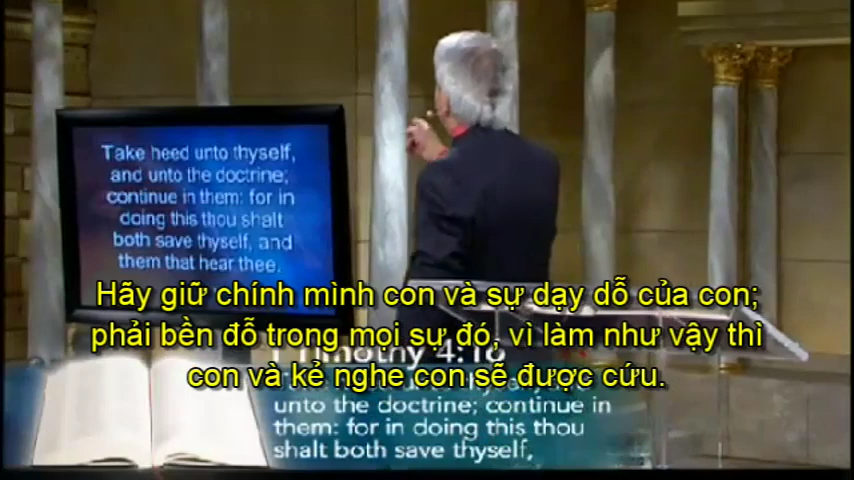 Take heed unto thyself,
and unto the doctrine;
continue in them: for in
doing this thou shalt
both save thyself, and
them that hear thee.
Hãy giữ chính mình con và sự dạy dỗ của con;
phải bền đỗ trong mọi sự đó, vì làm như vậy thì
con và kẻ nghe con sẽ được cứu.
Timothy 4:16
unto the doctrine; continue in
them: for in doing this thou
shalt both save thyself,